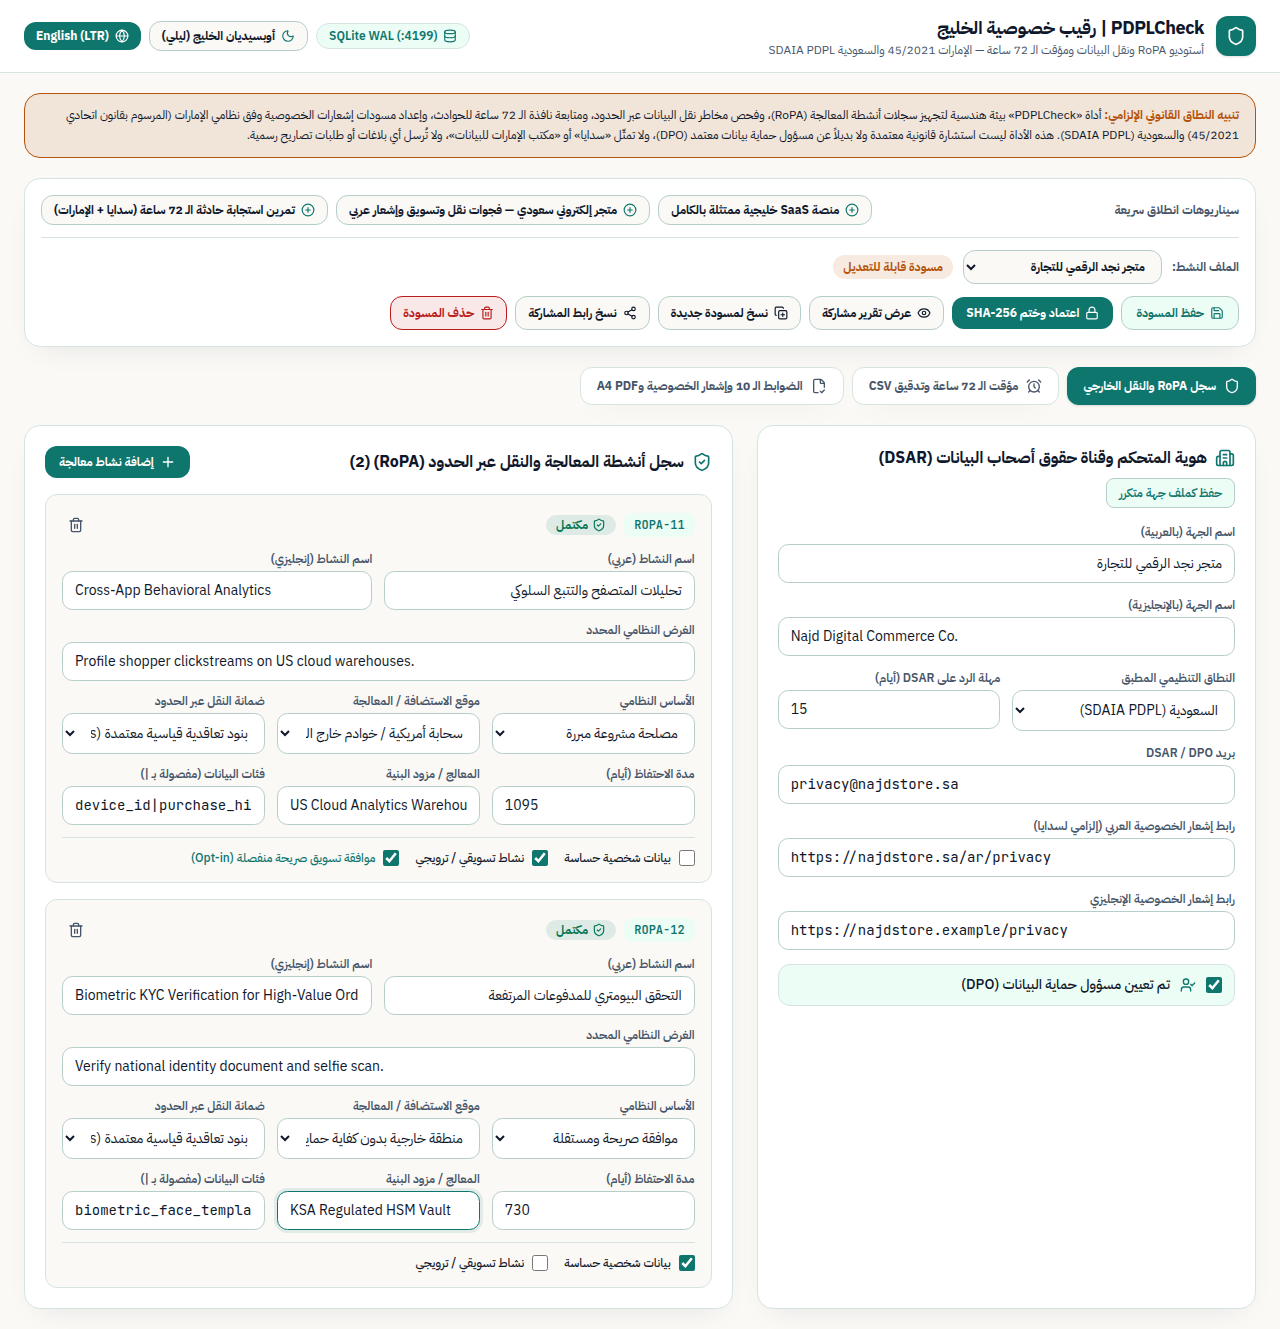 PDPLCheck | رقيب خصوصية الخليج
أستوديو RoPA ونقل البيانات ومؤقت الـ 72 ساعة — الإمارات 45/2021 والسعودية SDAIA PDPL
SQLite WAL (:4199)
أوبسيديان الخليج (ليلي)
English (LTR)
تنبيه النطاق القانوني الإلزامي: أداة «PDPLCheck» بيئة هندسية لتجهيز سجلات أنشطة المعالجة (RoPA)، وفحص مخاطر نقل البيانات عبر الحدود، ومتابعة نافذة الـ 72 ساعة للحوادث، وإعداد مسودات إشعارات الخصوصية وفق نظامي الإمارات (المرسوم بقانون اتحادي
45/2021) والسعودية (SDAIA PDPL). هذه الأداة ليست استشارة قانونية معتمدة ولا بديلاً عن مسؤول حماية بيانات معتمد (DPO)، ولا تمثّل «سدايا» أو «مكتب الإمارات للبيانات»، ولا تُرسل أي بلاغات أو طلبات تصاريح رسمية.
سيناريوهات انطلاق سريعة
منصة SaaS خليجية ممتثلة بالكامل
متجر إلكتروني سعودي — فجوات نقل وتسويق وإشعار عربي
تمرين استجابة حادثة الـ 72 ساعة (سدايا + الإمارات)
الملف النشط:
متجر نجد الرقمي للتجارة
مسودة قابلة للتعديل
حفظ المسودة
اعتماد وختم SHA-256
عرض تقرير مشاركة
نسخ لمسودة جديدة
نسخ رابط المشاركة
حذف المسودة
سجل RoPA والنقل الخارجي
مؤقت الـ 72 ساعة وتدقيق CSV
الضوابط الـ 10 وإشعار الخصوصية وA4 PDF
هوية المتحكم وقناة حقوق أصحاب البيانات (DSAR)
حفظ كملف جهة متكرر
اسم الجهة (بالعربية)
متجر نجد الرقمي للتجارة
اسم الجهة (بالإنجليزية)
Najd Digital Commerce Co.
النطاق التنظيمي المطبق
مهلة الرد على DSAR (أيام)
السعودية (SDAIA PDPL)
15
بريد DSAR / DPO
privacy@najdstore.sa
رابط إشعار الخصوصية العربي (إلزامي لسدايا)
https://najdstore.sa/ar/privacy
رابط إشعار الخصوصية الإنجليزي
https://najdstore.example/privacy
تم تعيين مسؤول حماية البيانات (DPO)
سجل أنشطة المعالجة والنقل عبر الحدود (RoPA) (2)
إضافة نشاط معالجة
ROPA-11
مكتمل
اسم النشاط (عربي)
اسم النشاط (إنجليزي)
تحليلات المتصفح والتتبع السلوكي
Cross-App Behavioral Analytics
الغرض النظامي المحدد
Profile shopper clickstreams on US cloud warehouses.
الأساس النظامي
موقع الاستضافة / المعالجة
ضمانة النقل عبر الحدود
مصلحة مشروعة مبررة
سحابة أمريكية / خوادم خارج الـ
بنود تعاقدية قياسية معتمدة (s
مدة الاحتفاظ (أيام)
المعالج / مزود البنية
فئات البيانات (مفصولة بـ |)
1095
US Cloud Analytics Warehou
device_id|purchase_hi
بيانات شخصية حساسة
نشاط تسويقي / ترويجي
موافقة تسويق صريحة منفصلة (Opt-in)
ROPA-12
مكتمل
اسم النشاط (عربي)
اسم النشاط (إنجليزي)
التحقق البيومتري للمدفوعات المرتفعة
Biometric KYC Verification for High-Value Ord
الغرض النظامي المحدد
Verify national identity document and selfie scan.
الأساس النظامي
موقع الاستضافة / المعالجة
ضمانة النقل عبر الحدود
موافقة صريحة ومستقلة
منطقة خارجية بدون كفاية حماي
بنود تعاقدية قياسية معتمدة (s
مدة الاحتفاظ (أيام)
المعالج / مزود البنية
فئات البيانات (مفصولة بـ |)
730
KSA Regulated HSM Vault
biometric_face_templa
بيانات شخصية حساسة
نشاط تسويقي / ترويجي